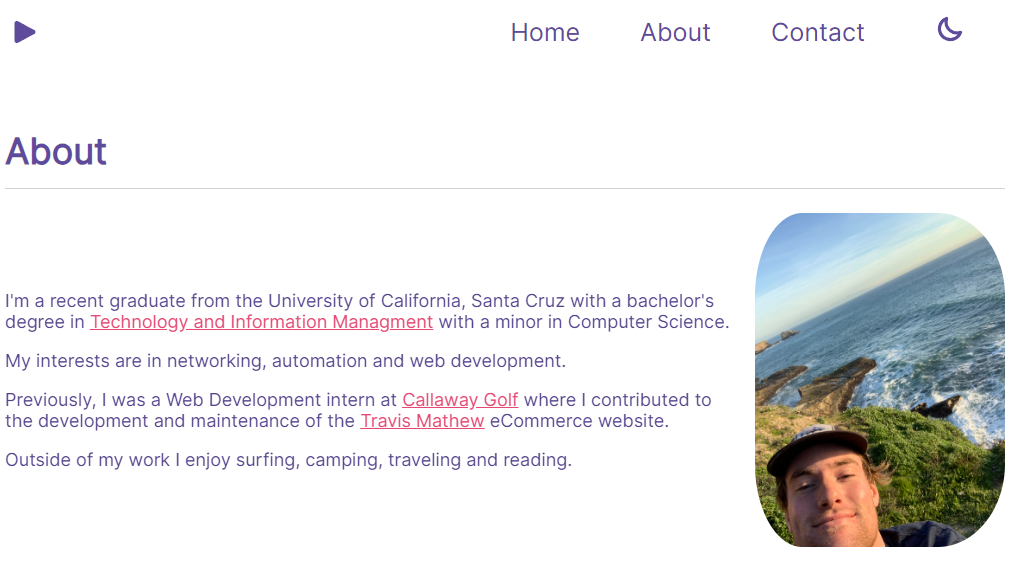 Home About Contact
About
I'm a recent graduate from the University of California, Santa Cruz with a bachelor's
degree in Technology and Information Managment with a minor in Computer Science.
My interests are in networking, automation and web development.
Previously, I was a Web Development intern at Callaway Golf where I contributed to
the development and maintenance of the Travis Mathew eCommerce website.
Outside of my work I enjoy surfing, camping, traveling and reading.